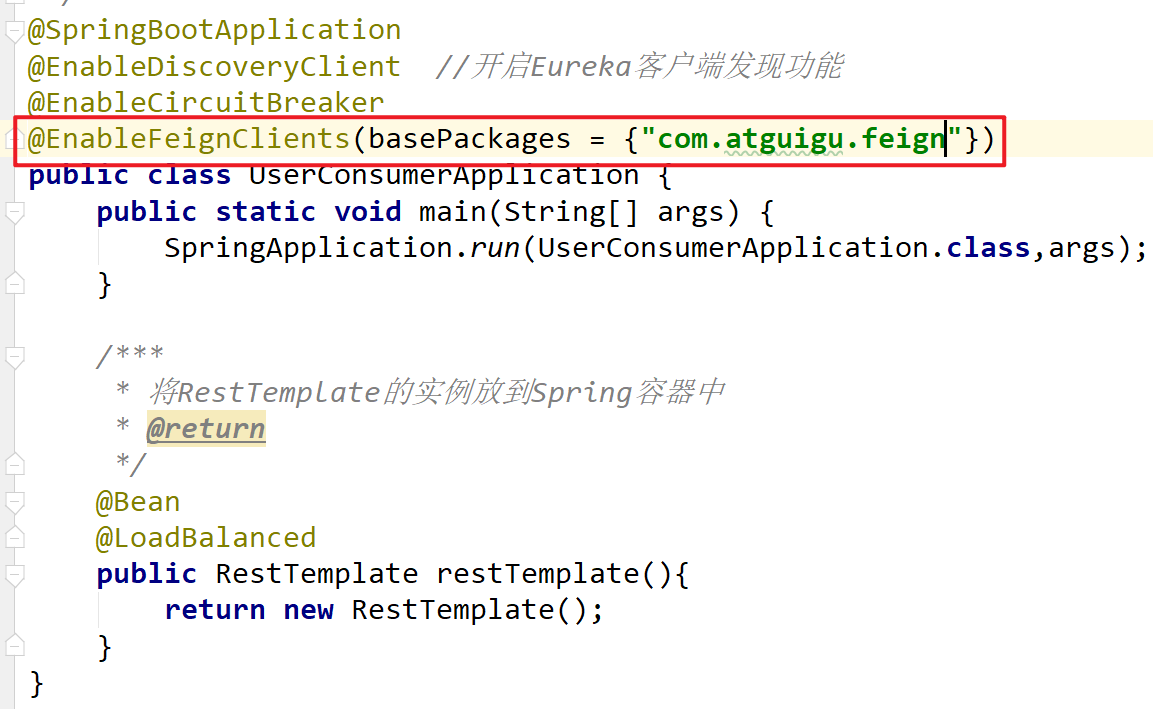 @SpringBootApplication
@EnableDiscoveryClient  //开启Eureka客户端发现功能
@EnableCircuitBreaker
@EnableFeignClients(basePackages = {"com.atguigu.feign"})
public class UserConsumerApplication {
    public static void main(String[] args) {
        SpringApplication.run(UserConsumerApplication.class,args);
    }
    /***
     * 将RestTemplate的实例放到Spring容器中
     * @return
     */
    @Bean
    @LoadBalanced
    public RestTemplate restTemplate(){
        return new RestTemplate();
    }
}